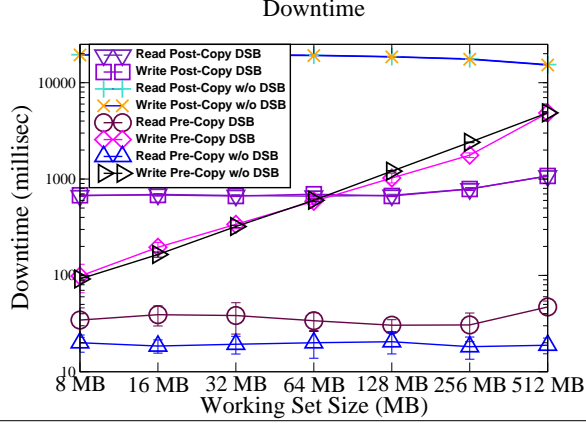 Downtime
Read Post-Copy DSB
Write Post-Copy DSB
Read Post-Copy w/o DSB
Write Post-Copy w/o DSB
Read Pre-Copy DSB
Write Pre-Copy DSB
Read Pre-Copy w/o DSB
Write Pre-Copy w/o DSB
Downtime (millisec)
10000
1000
100
10
8 MB 16 MB 32 MB 64 MB 128 MB 256 MB 512 MB
Working Set Size (MB)